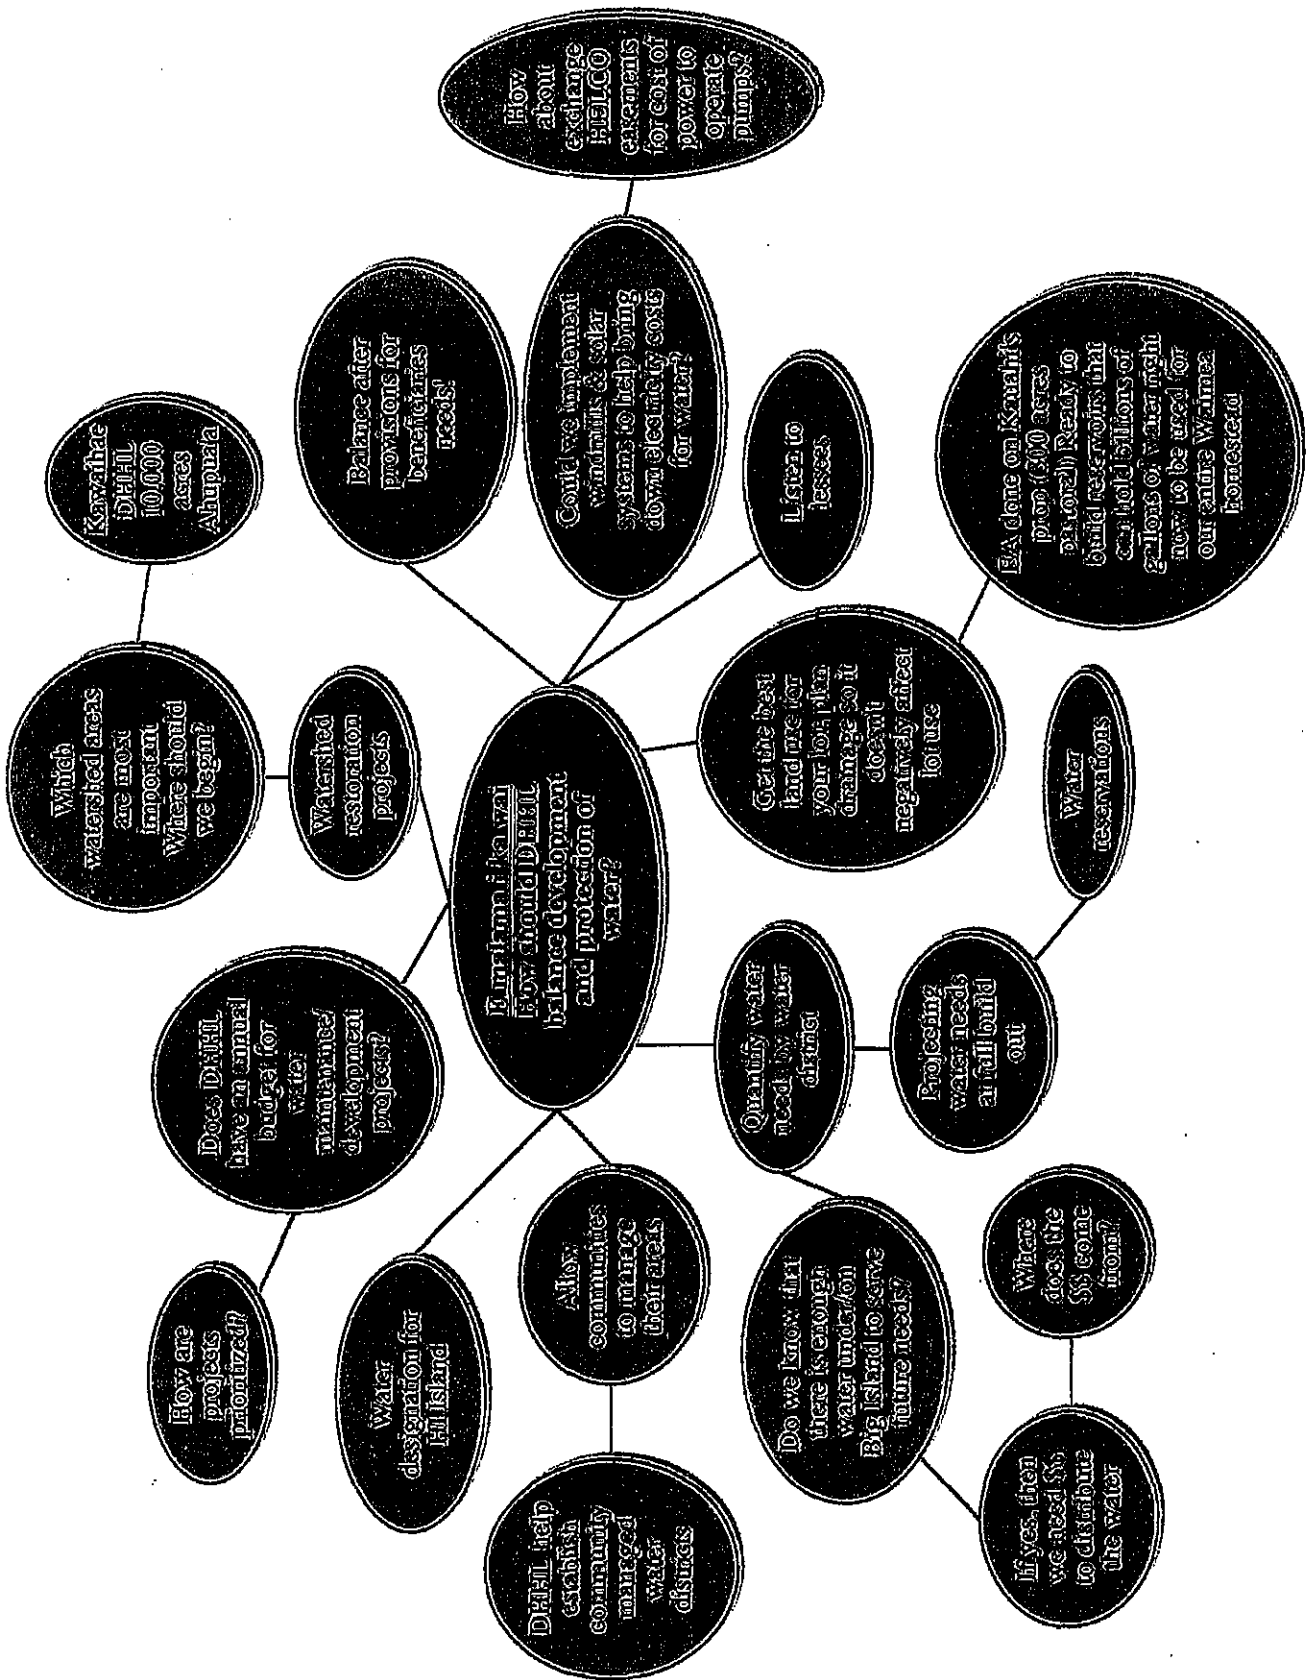 How are
projects
prioritized?
Does DHHL
have an annual
budget for
water
development
projects?
Which
watershed areas
are most
important
Where should
we begin?
Kawaihae
DHHL
10,000
acres
Ahupuaa
Watershed
restoration
projects
Water
designation for
HI Island
E malama i ka wai
How should DHHL
balance development
and protection of
water?
Balance after
provisions for
beneficiaries
needs!
How
about
exchange
HELCO
easements
for cost of
power to
operate
pumps?
Could we implement
windmills & solar
systems to help bring
down electricity costs
for water?
DHHL help
establish
community
managed
water
districts
Allow
communities
to manage
their areas
Listen to
lessees
Quantify water
needs by water
district
Get the best
land use for
your lot, plan
drainage so it
doesn't
negatively affect
lot use
Do we know that
there is enough
water under/on
Big Island to serve
future needs?
Projecting
water needs
at full build
out
Water
reservations
EA done on
prop (300 acres
pastoral) Ready to
build reservoirs that
can hold billions of
gallons of water right
now to be used for
our entire Waimea
homestead
If yes, then
we need $$
to distribute
the water
Where
does the
$$ come
from?